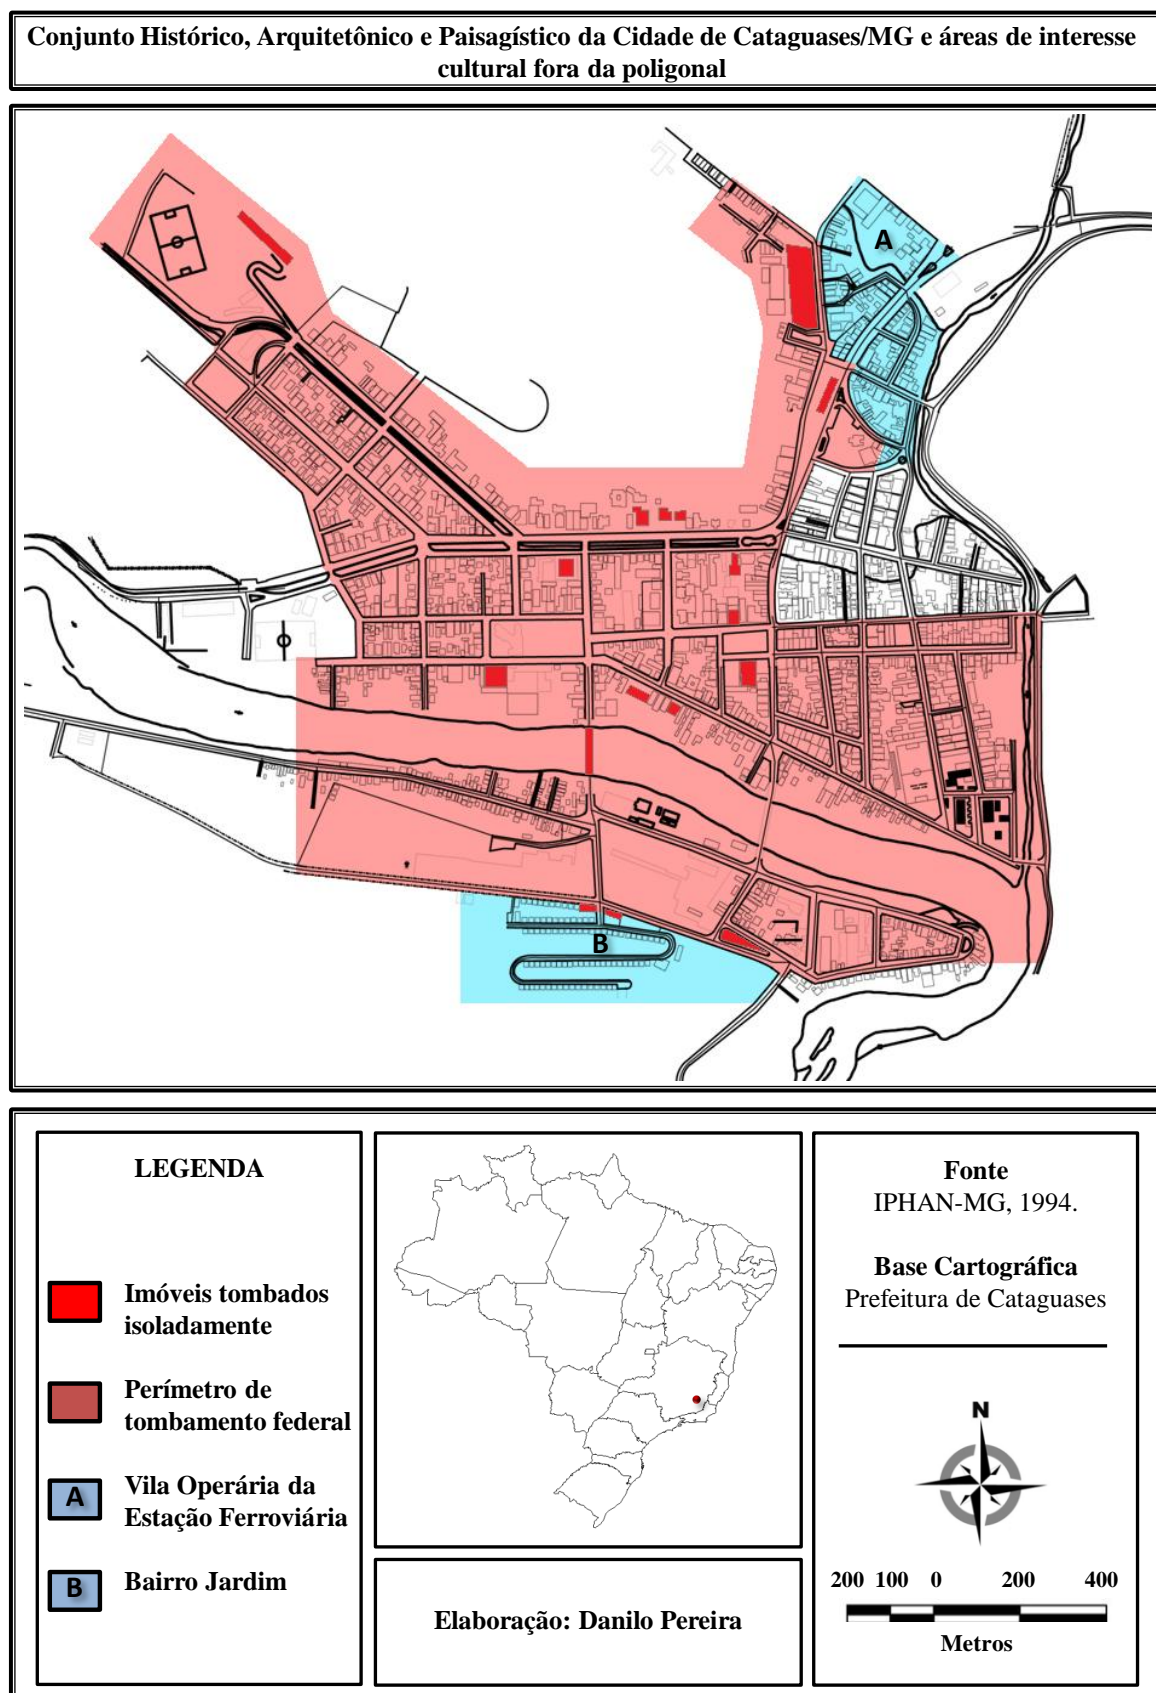 Conjunto Histórico, Arquitetônico e Paisagístico da Cidade de Cataguases/MG e áreas de interesse
cultural fora da poligonal
A
B
LEGENDA
Imóveis tombados
isoladamente
Perímetro de
tombamento federal
A
Vila Operária da
Estação Ferroviária
B
Bairro Jardim
Elaboração: Danilo Pereira
Fonte
IPHAN-MG, 1994.
Base Cartográfica
Prefeitura de Cataguases
N
200 100 0 200 400
Metros